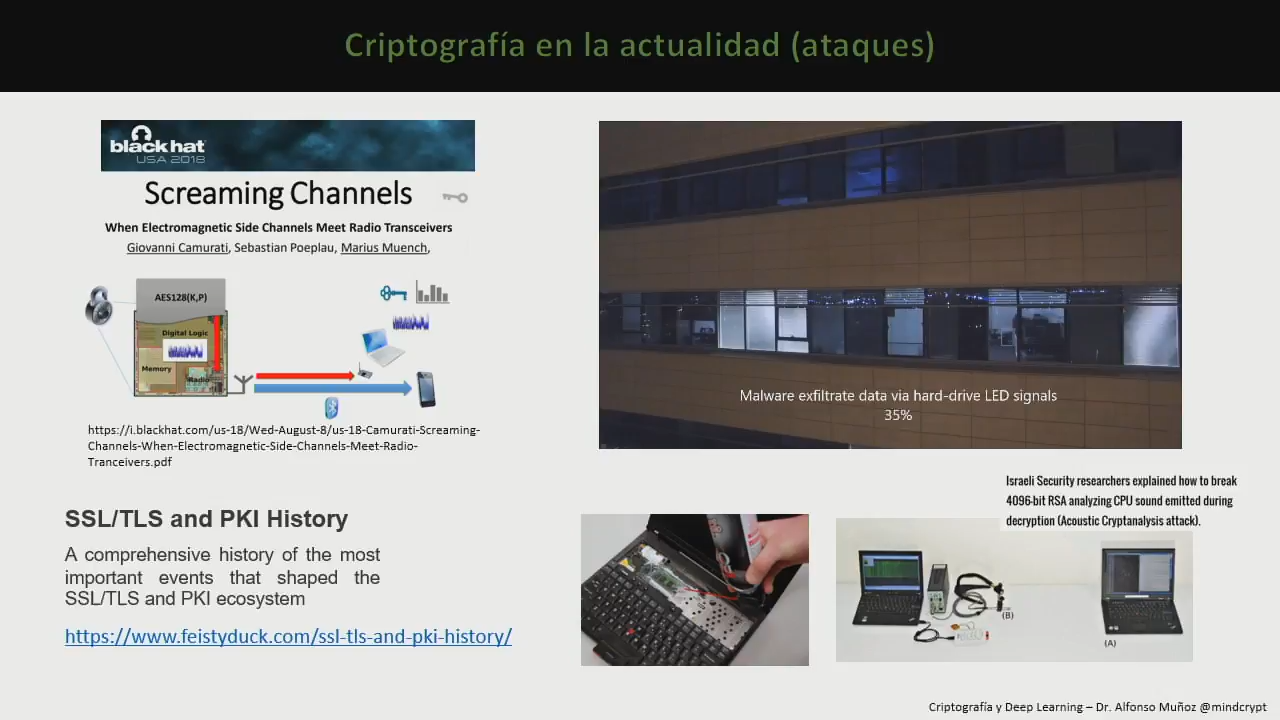 Criptografía en la actualidad (ataques)
black hat
USA 2018
Screaming Channels
When Electromagnetic Side Channels Meet Radio Transceivers
Giovanni Camurati, Sebastian Poeplau, Marius Muench,
AES128(K,P)
Digital Logic
Memory
Radio
https://i.blackhat.com/us-18/Wed-August-8/us-18-Camurati-Screaming-
Channels-When-Electromagnetic-Side-Channels-Meet-Radio-
Tranceivers.pdf
Malware exfiltrate data via hard-drive LED signals
35%
SSL/TLS and PKI History
A comprehensive history of the most
important events that shaped the
SSL/TLS and PKI ecosystem
https://www.feistyduck.com/ssl-tls-and-pki-history/
Israeli Security researchers explained how to break
4096-bit RSA analyzing CPU sound emitted during
decryption (Acoustic Cryptanalysis attack).
(B)
(A)
Criptografía y Deep Learning – Dr. Alfonso Muñoz @mindcrypt